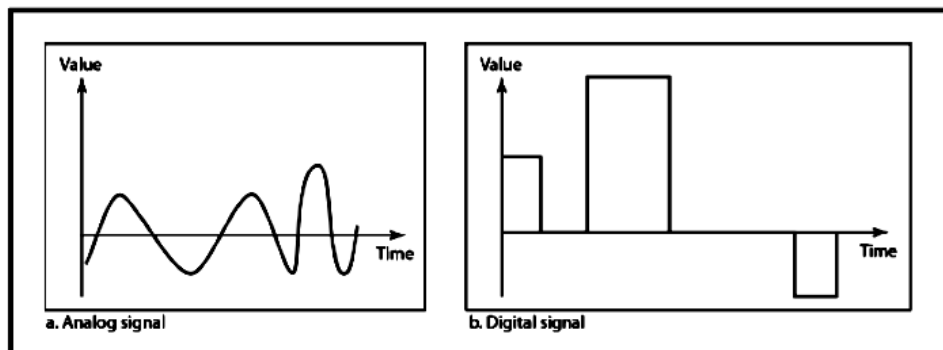 Value
Time
a. Analog signal
Value
Time
b. Digital signal